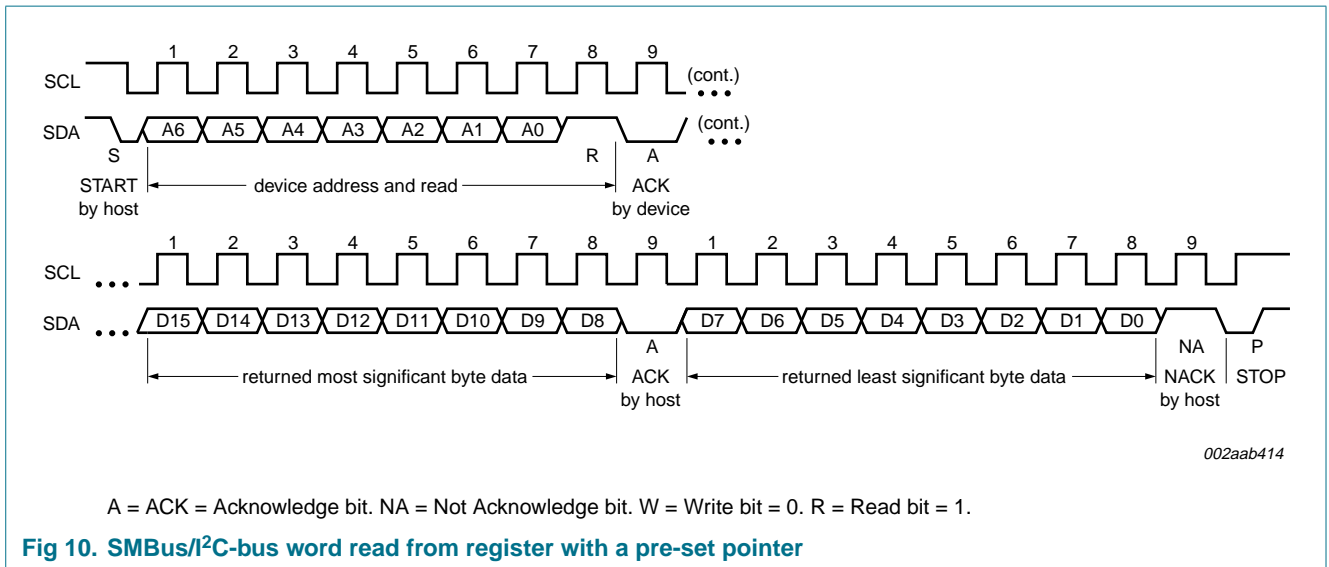 1 2 3 4 5 6 7 8 9
SCL (cont.)
SDA A6 A5 A4 A3 A2 A1 A0 (cont.)
S R A
START device address and read ACK
by host by device
1 2 3 4 5 6 7 8 9 1 2 3 4 5 6 7 8 9
SCL
SDA D15 D14 D13 D12 D11 D10 D9 D8 D7 D6 D5 D4 D3 D2 D1 D0
A NA P
returned most significant byte data ACK returned least significant byte data NACK STOP
by host by host
002aab414
A = ACK = Acknowledge bit. NA = Not Acknowledge bit. W = Write bit = 0. R = Read bit = 1.
Fig 10. SMBus/I²C-bus word read from register with a pre-set pointer